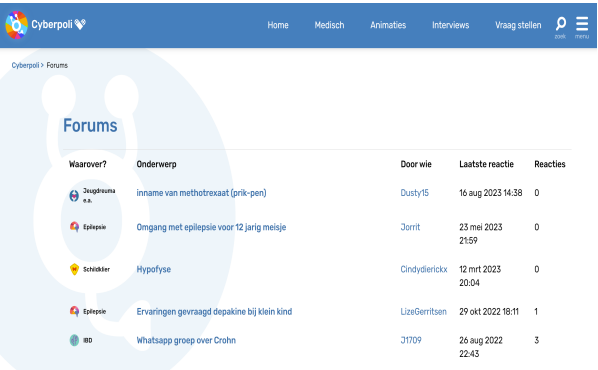 Cyberpoli
Home Medisch Animaties Interviews Vraag stellen
zoek menu
Cyberpoli > Forums
Forums
Waarover? Onderwerp Door wie Laatste reactie Reacties
Jeugdreuma e.a. inname van methotrexaat (prik-pen) Dusty15 16 aug 2023 14:38 0
Epilepsie Omgang met epilepsie voor 12 jarig meisje Jorrit 23 mei 2023 21:59 0
Schildklier Hypofyse Cindydierickx 12 mrt 2023 20:04 0
Epilepsie Ervaringen gevraagd depakine bij klein kind LizeGerritsen 29 okt 2022 18:11 1
IBD Whatsapp groep over Crohn J1709 26 aug 2022 22:43 3